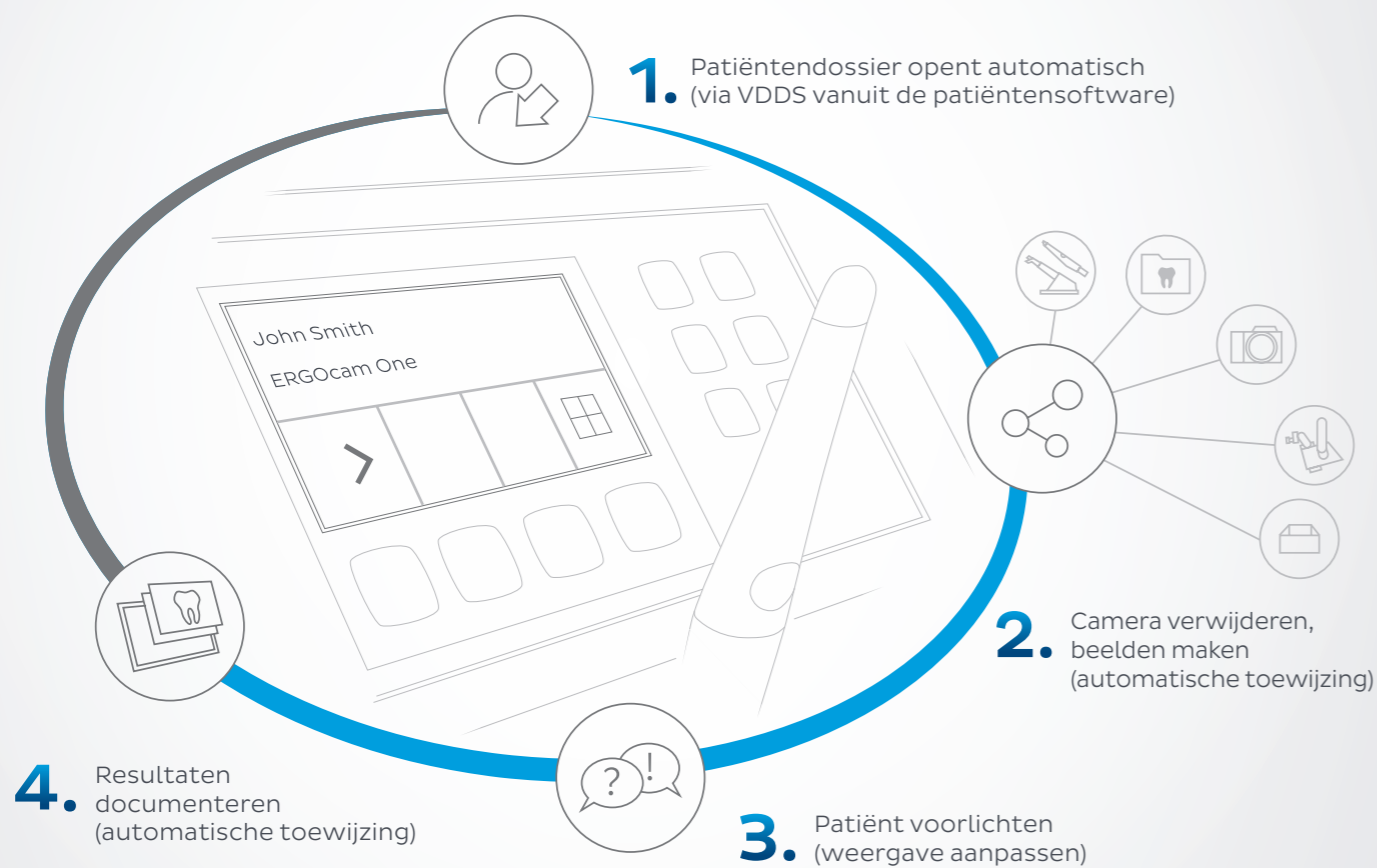 1. Patiëntendossier opent automatisch
(via VDDS vanuit de patiëntensoftware)
John Smith
ERGOcam One
2. Camera verwijderen,
beelden maken
(automatische toewijzing)
?
!
3. Patiënt voorlichten
(weergave aanpassen)
4. Resultaten
documenteren
(automatische toewijzing)